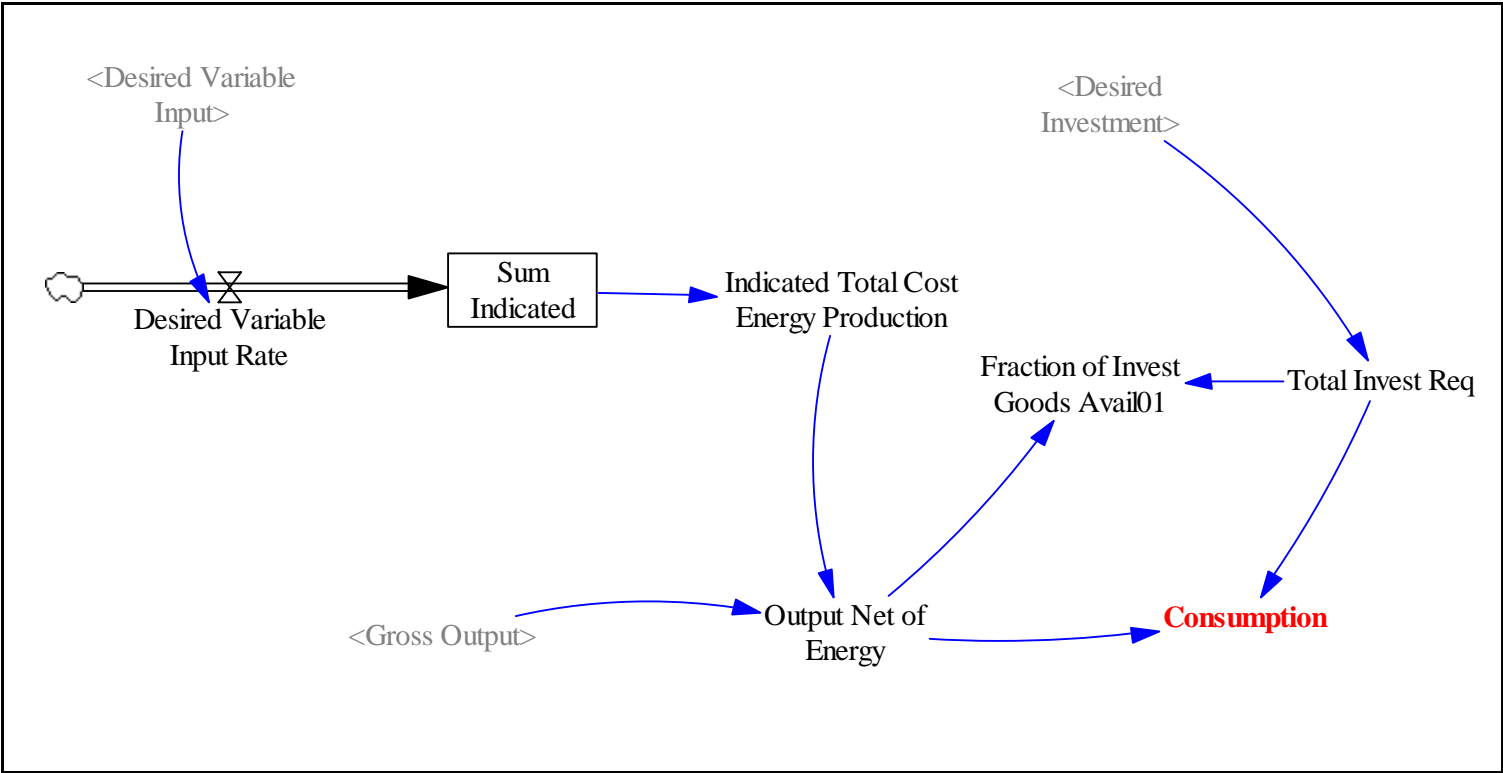 <Desired Variable
Input>
<Desired
Investment>
Sum
Indicated
Indicated Total Cost
Energy Production
Desired Variable
Input Rate
Fraction of Invest
Goods Avail01
Total Invest Req
<Gross Output>
Output Net of
Energy
Consumption